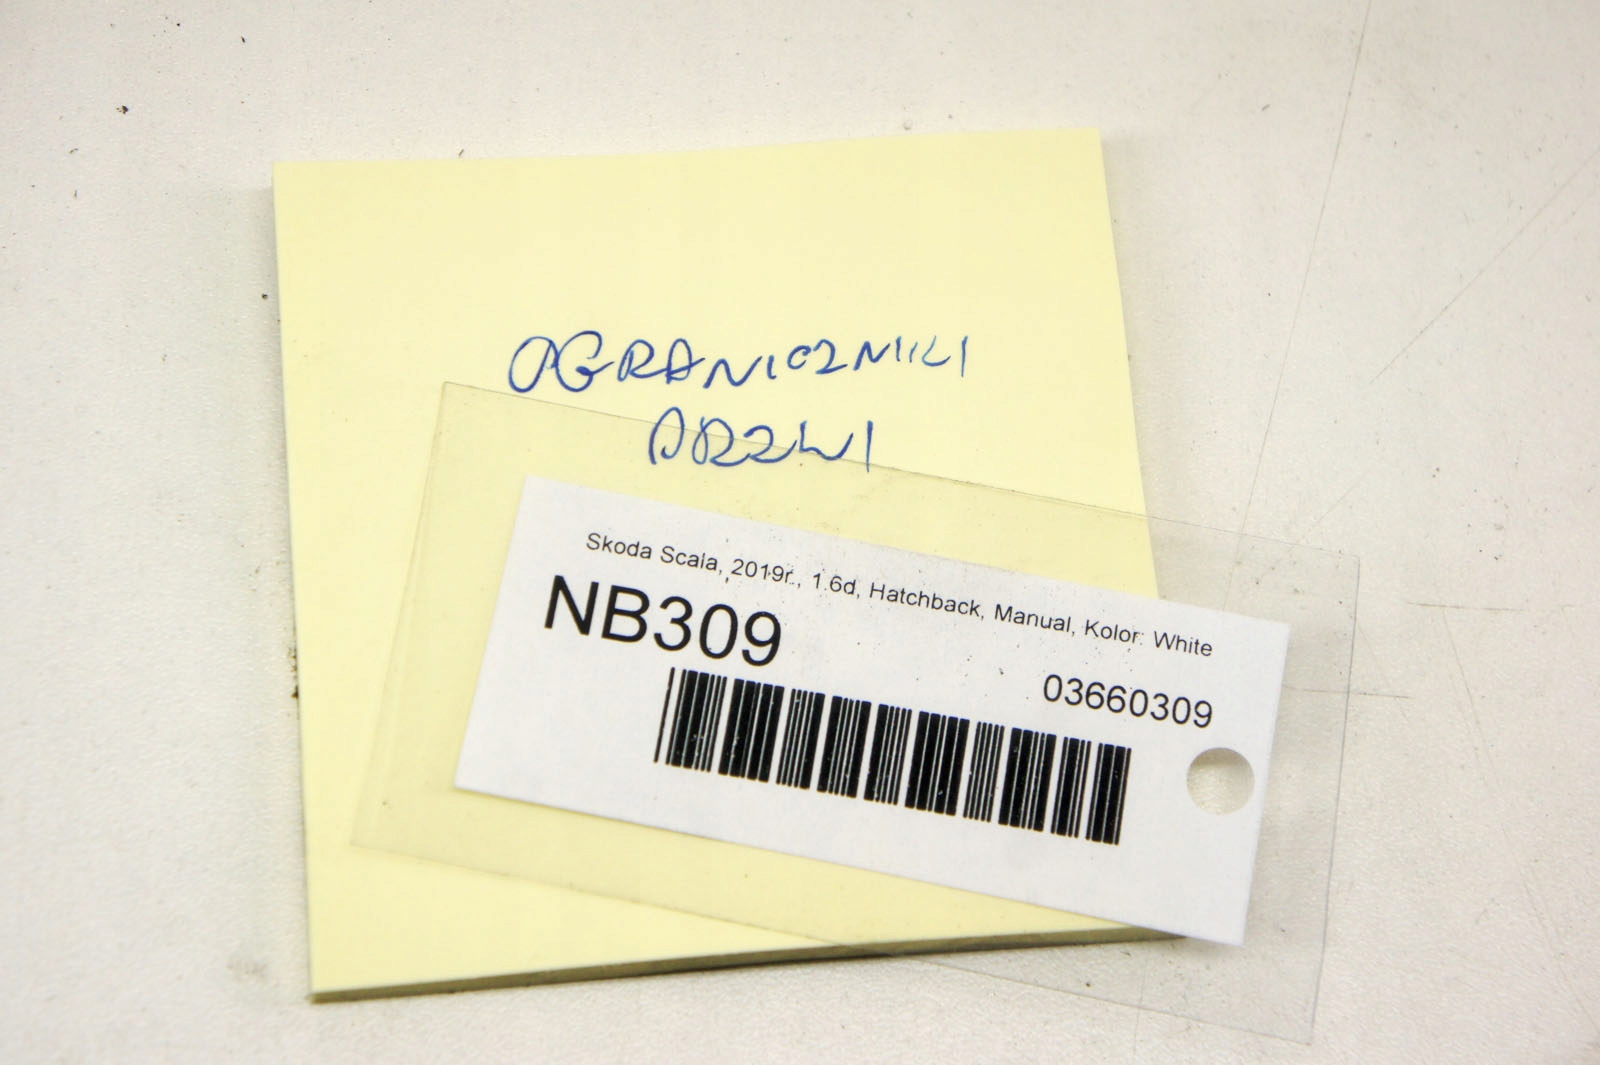 OGRANICZNIKI
DRZWI
Skoda Scala, 2019r., 1.6d, Hatchback, Manual, Kolor: White
NB309
03660309